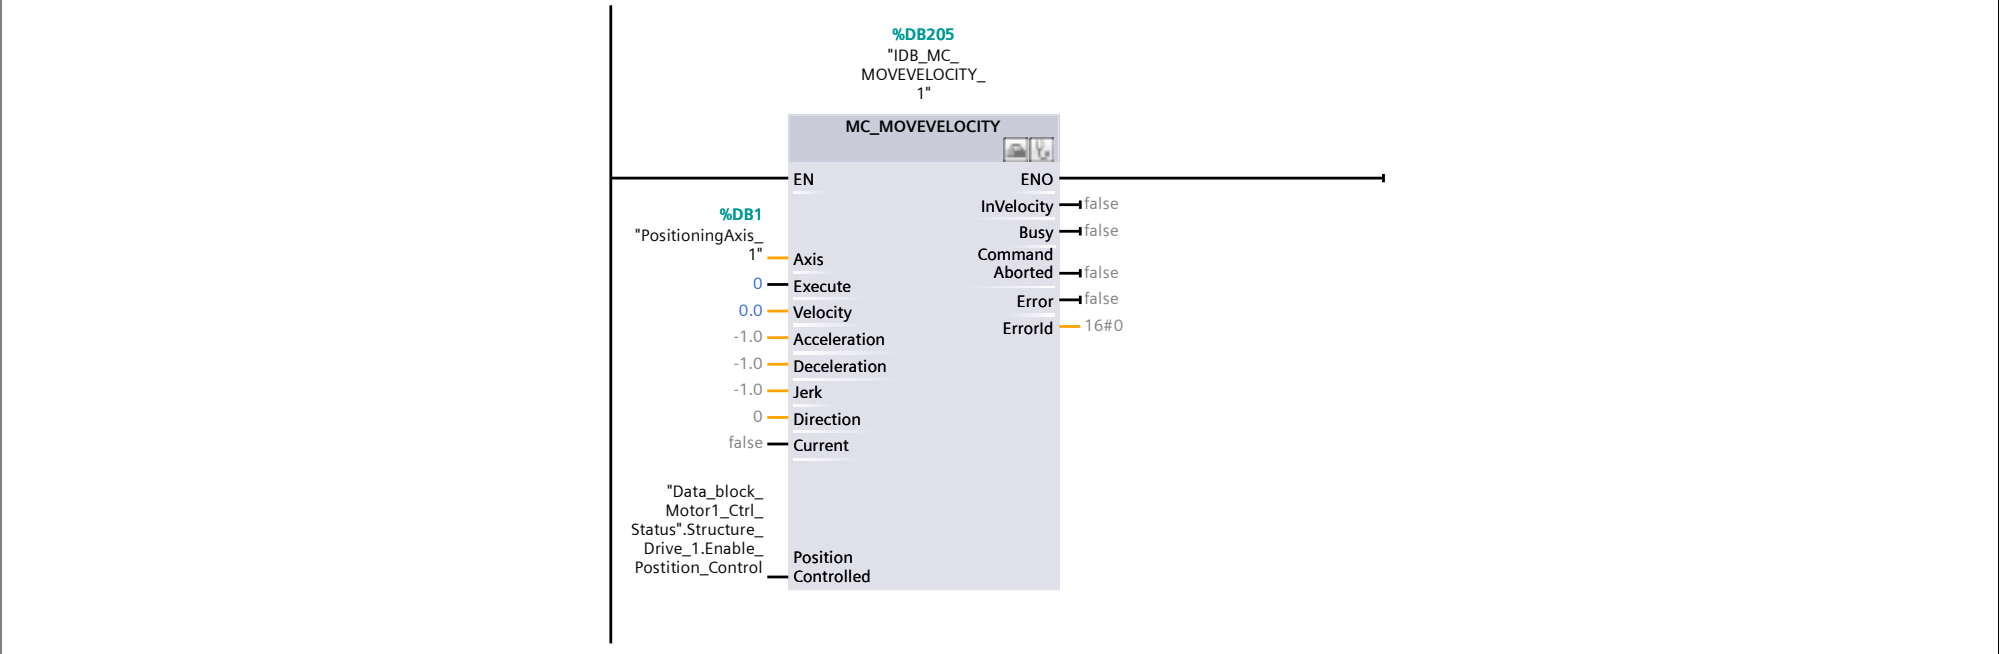 %DB205
"IDB_MC_
MOVEVELOCITY_
1"
MC_MOVEVELOCITY
EN
ENO
%DB1
"PositioningAxis_
1"
Axis
0
Execute
0.0
Velocity
-1.0
Acceleration
-1.0
Deceleration
-1.0
Jerk
0
Direction
false
Current
"Data_block_
Motor1_Ctrl_
Status".Structure_
Drive_1.Enable_
Postition_Control
Position
Controlled
InVelocity
false
Busy
false
Command
Aborted
false
Error
false
ErrorId
16#0